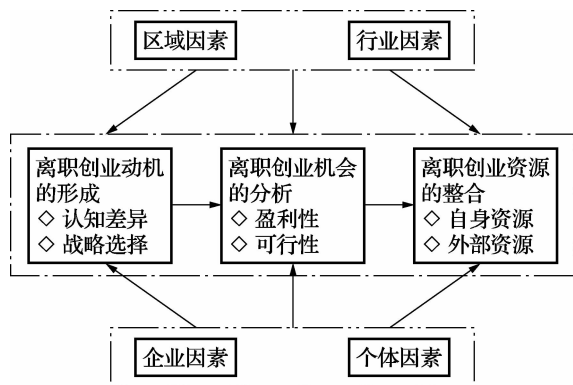 区域因素
行业因素
离职创业动机
的形成
◇ 认知差异
◇ 战略选择
离职创业机会
的分析
◇ 盈利性
◇ 可行性
离职创业资源
的整合
◇ 自身资源
◇ 外部资源
企业因素
个体因素